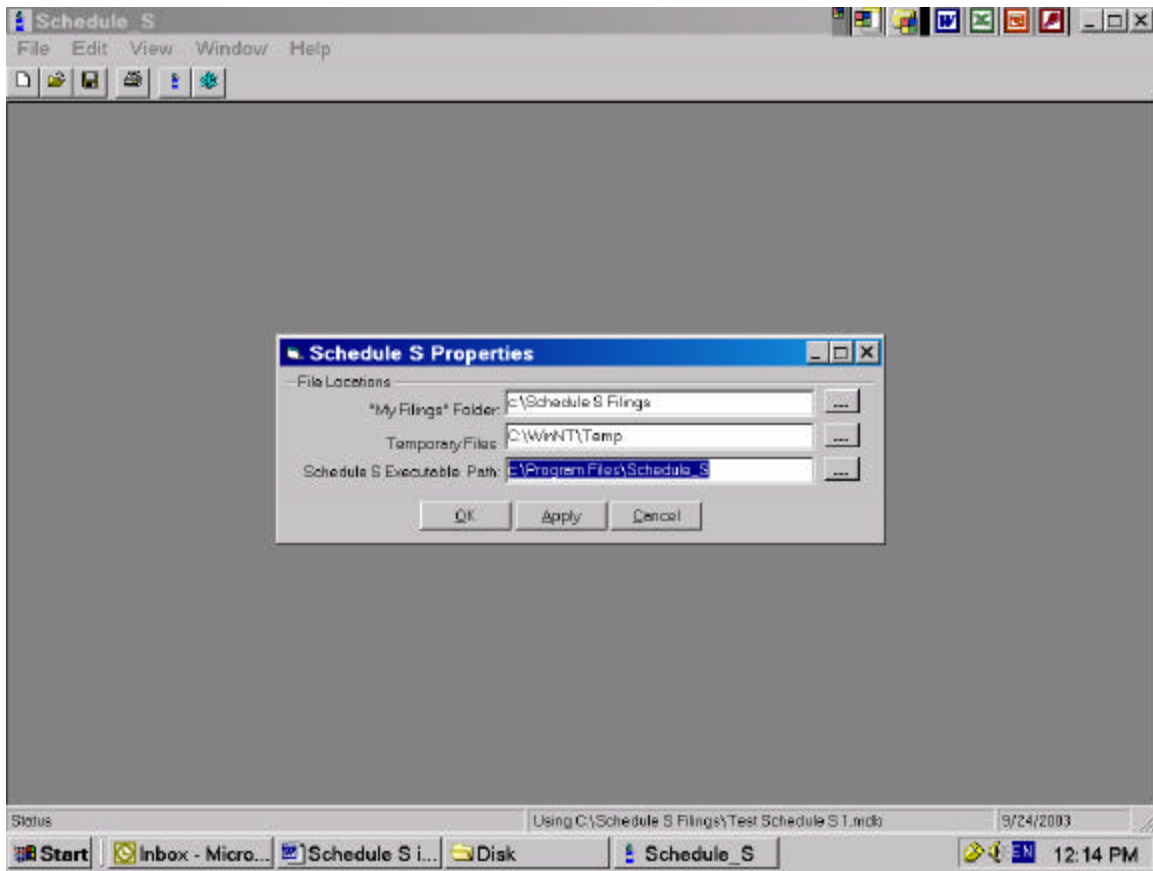 Schedule_S
File Edit View Window Help
Schedule S Properties
File Locations
"My Filings" Folder: c:\Schedule S Filings ...
Temporary Files: C:\WinNT\Temp ...
Schedule S Executable Path: c:\Program Files\Schedule_S ...
OK Apply Cancel
Status Using C:\Schedule S Filings\Test Schedule S 1.mdb 9/24/2003
Start Inbox - Micro... Schedule S i... Disk Schedule_S EN 12:14 PM